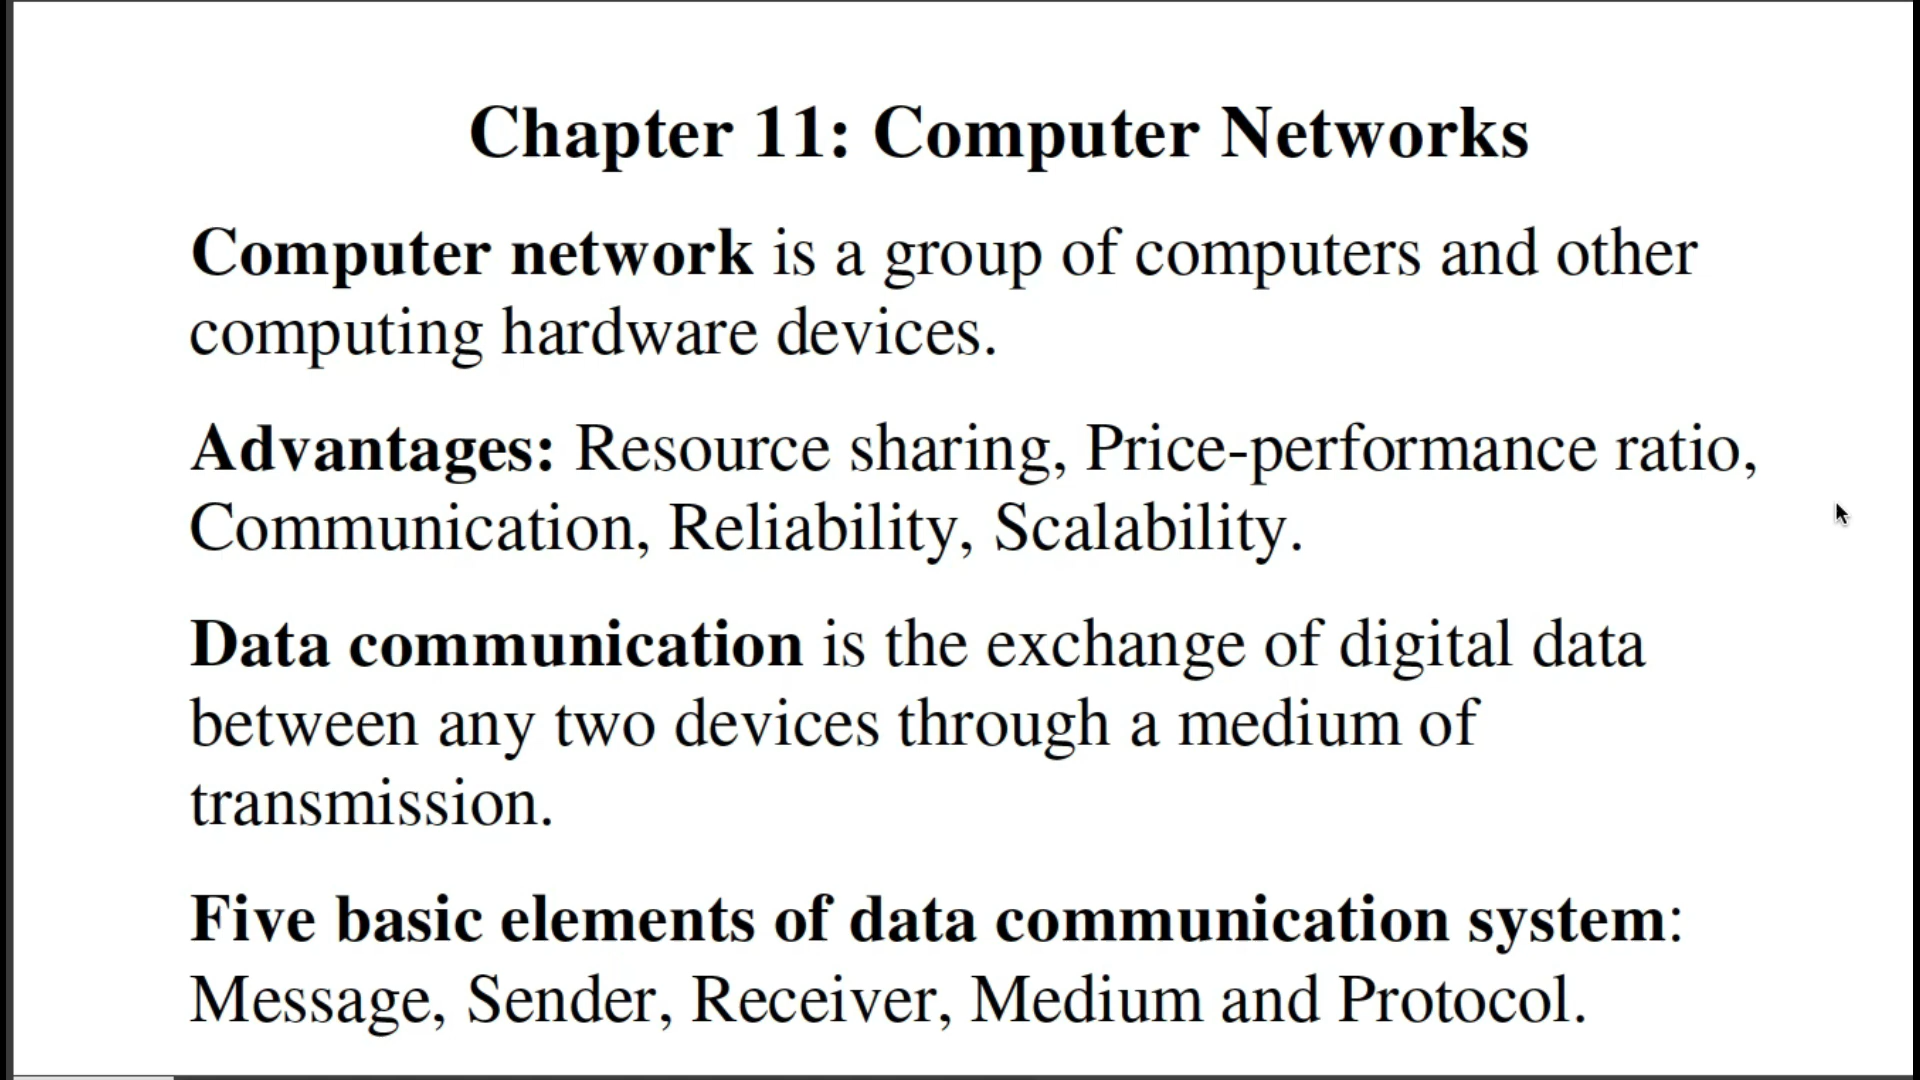 Chapter 11: Computer Networks
Computer network is a group of computers and other
computing hardware devices.
Advantages: Resource sharing, Price-performance ratio,
Communication, Reliability, Scalability.
Data communication is the exchange of digital data
between any two devices through a medium of
transmission.
Five basic elements of data communication system:
Message, Sender, Receiver, Medium and Protocol.